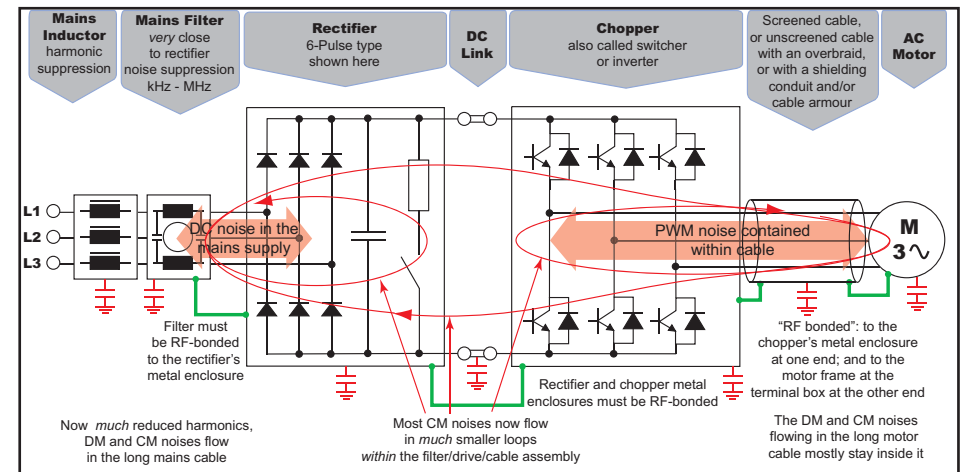 Mains
Inductor
harmonic
suppression
Mains Filter
very close
to rectifier
noise suppression
kHz - MHz
Rectifier
6-Pulse type
shown here
DC
Link
Chopper
also called switcher
or inverter
Screened cable,
or unscreened cable
with an overbraid,
or with a shielding
conduit and/or
cable armour
AC
Motor
L1
L2
L3
DC noise in the
mains supply
PWM noise contained
within cable
M
3∿
Filter must
be RF-bonded
to the rectifier's
metal enclosure
Rectifier and chopper metal
enclosures must be RF-bonded
"RF bonded": to the
chopper's metal enclosure
at one end; and to the
motor frame at the
terminal box at the other end
Now much reduced harmonics,
DM and CM noises flow
in the long mains cable
Most CM noises now flow
in much smaller loops
within the filter/drive/cable assembly
The DM and CM noises
flowing in the long motor
cable mostly stay inside it